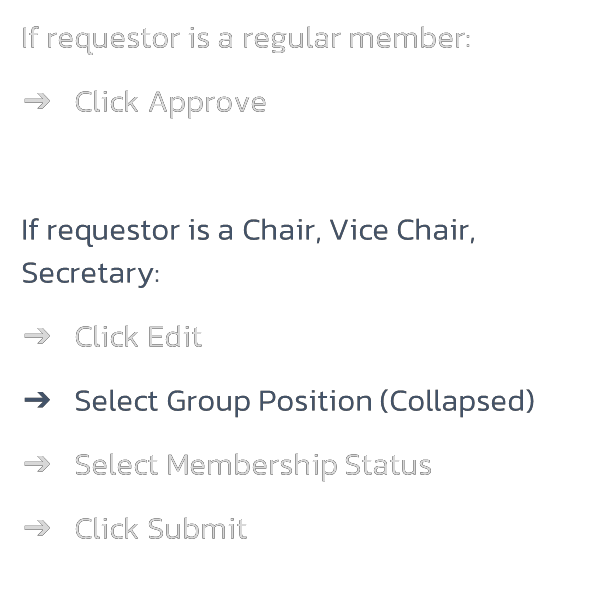 If requestor is a regular member:
➔ Click Approve
If requestor is a Chair, Vice Chair,
Secretary:
➔ Click Edit
➔ Select Group Position (Collapsed)
➔ Select Membership Status
➔ Click Submit